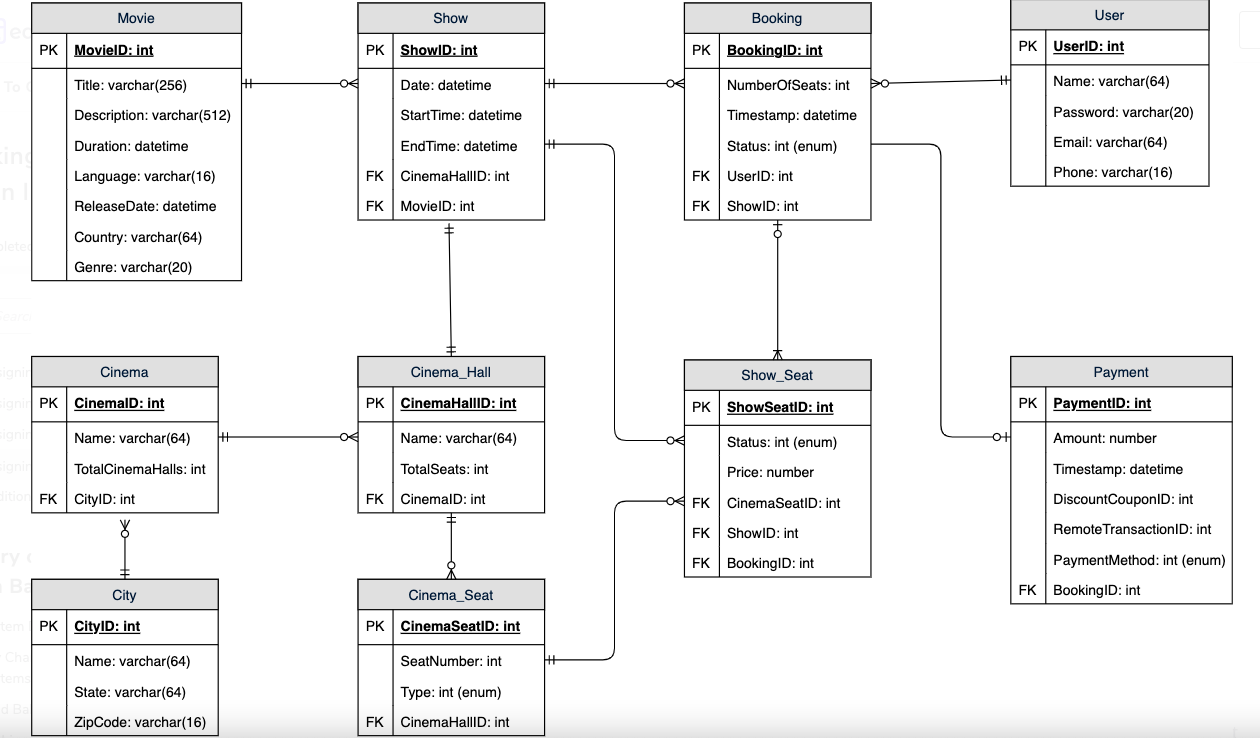 Movie
PK MovieID: int
Title: varchar(256)
Description: varchar(512)
Duration: datetime
Language: varchar(16)
ReleaseDate: datetime
Country: varchar(64)
Genre: varchar(20)
Show
PK ShowID: int
Date: datetime
StartTime: datetime
EndTime: datetime
FK CinemaHallID: int
FK MovieID: int
Booking
PK BookingID: int
NumberOfSeats: int
Timestamp: datetime
Status: int (enum)
FK UserID: int
FK ShowID: int
User
PK UserID: int
Name: varchar(64)
Password: varchar(20)
Email: varchar(64)
Phone: varchar(16)
Cinema
PK CinemaID: int
Name: varchar(64)
TotalCinemaHalls: int
FK CityID: int
Cinema_Hall
PK CinemaHallID: int
Name: varchar(64)
TotalSeats: int
FK CinemaID: int
Show_Seat
PK ShowSeatID: int
Status: int (enum)
Price: number
FK CinemaSeatID: int
FK ShowID: int
FK BookingID: int
Payment
PK PaymentID: int
Amount: number
Timestamp: datetime
DiscountCouponID: int
RemoteTransactionID: int
PaymentMethod: int (enum)
FK BookingID: int
City
PK CityID: int
Name: varchar(64)
State: varchar(64)
ZipCode: varchar(16)
Cinema_Seat
PK CinemaSeatID: int
SeatNumber: int
Type: int (enum)
FK CinemaHallID: int